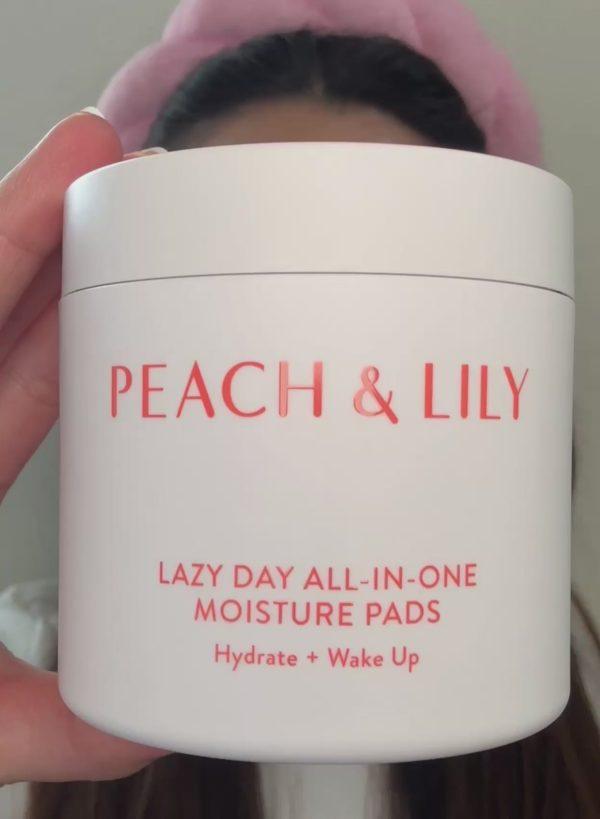 PEACH & LILY
LAZY DAY ALL-IN-ONE
MOISTURE PADS
Hydrate + Wake Up